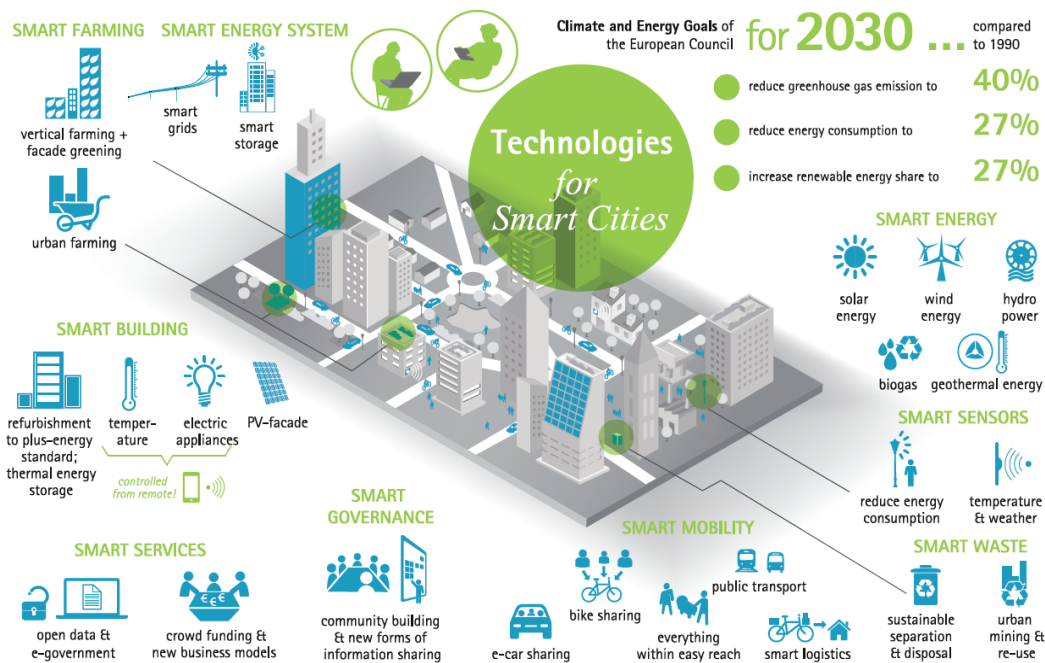 SMART FARMING
vertical farming +
facade greening
urban farming
SMART ENERGY SYSTEM
smart
grids
smart
storage
Climate and Energy Goals of
the European Council
for 2030 ...
compared
to 1990
reduce greenhouse gas emission to
40%
reduce energy consumption to
27%
increase renewable energy share to
27%
Technologies
for
Smart Cities
SMART ENERGY
solar
energy
wind
energy
hydro
power
biogas
geothermal energy
SMART BUILDING
refurbishment
to plus-energy
standard;
thermal energy
storage
temper-
ature
electric
appliances
PV-facade
controlled
from remote!
SMART SENSORS
reduce energy
consumption
temperature
& weather
SMART SERVICES
open data &
e-government
€€€
crowd funding &
new business models
SMART
GOVERNANCE
community building
& new forms of
information sharing
SMART MOBILITY
e-car sharing
bike sharing
everything
within easy reach
public transport
smart logistics
SMART WASTE
sustainable
separation
& disposal
urban
mining &
re-use